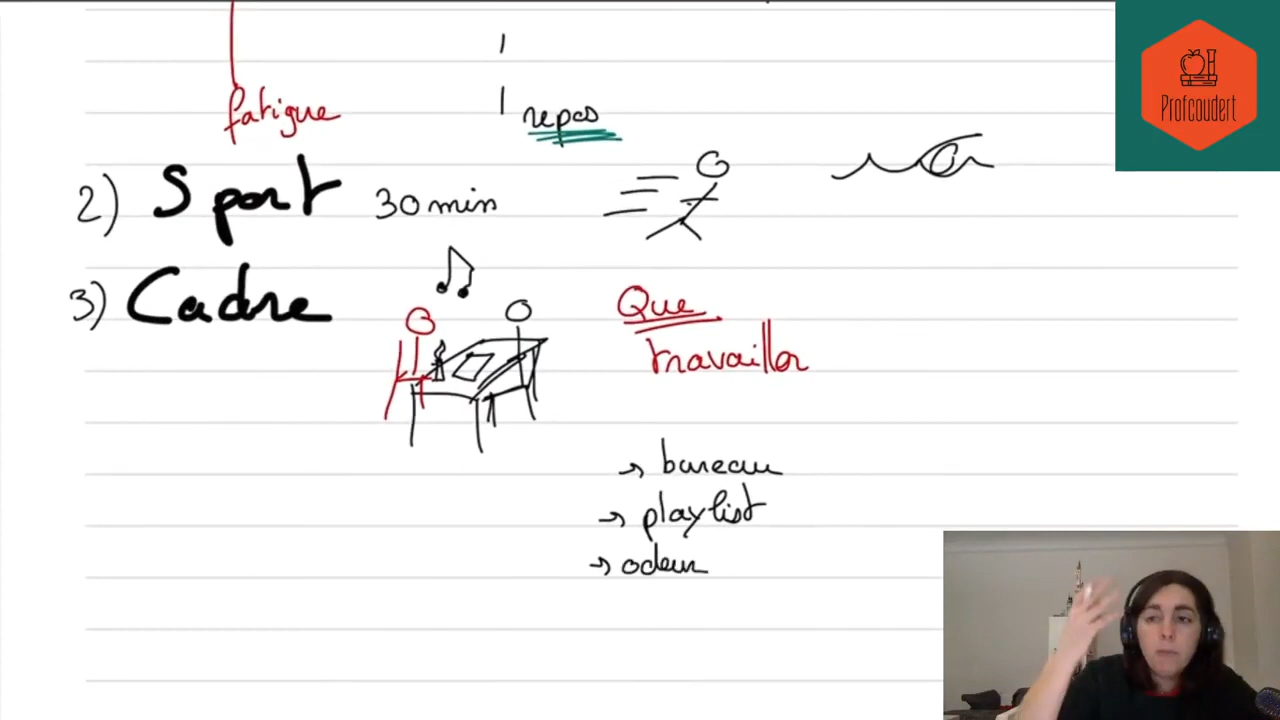 fatigue
repos
2) Sport 30 min
3) Cadre
Que
travailler
→ bureau
→ playlist
→ odeur
Profcoudert